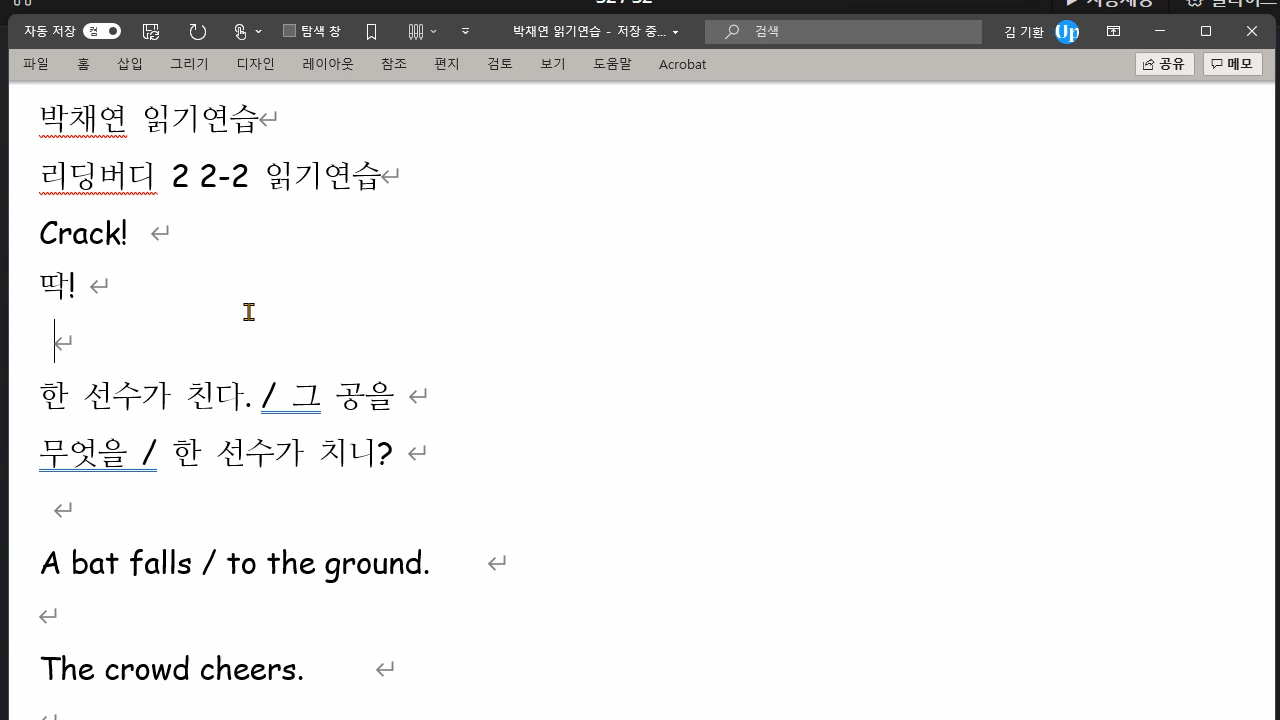 자동 저장 컴 탐색 창 박채연 읽기연습 - 저장 중... 검색 김 기환 Up
파일 홈 삽입 그리기 디자인 레이아웃 참조 편지 검토 보기 도움말 Acrobat 공유 메모
박채연 읽기연습
리딩버디 2 2-2 읽기연습
Crack!
딱!
한 선수가 친다. / 그 공을
무엇을 / 한 선수가 치니?
A bat falls / to the ground.
The crowd cheers.